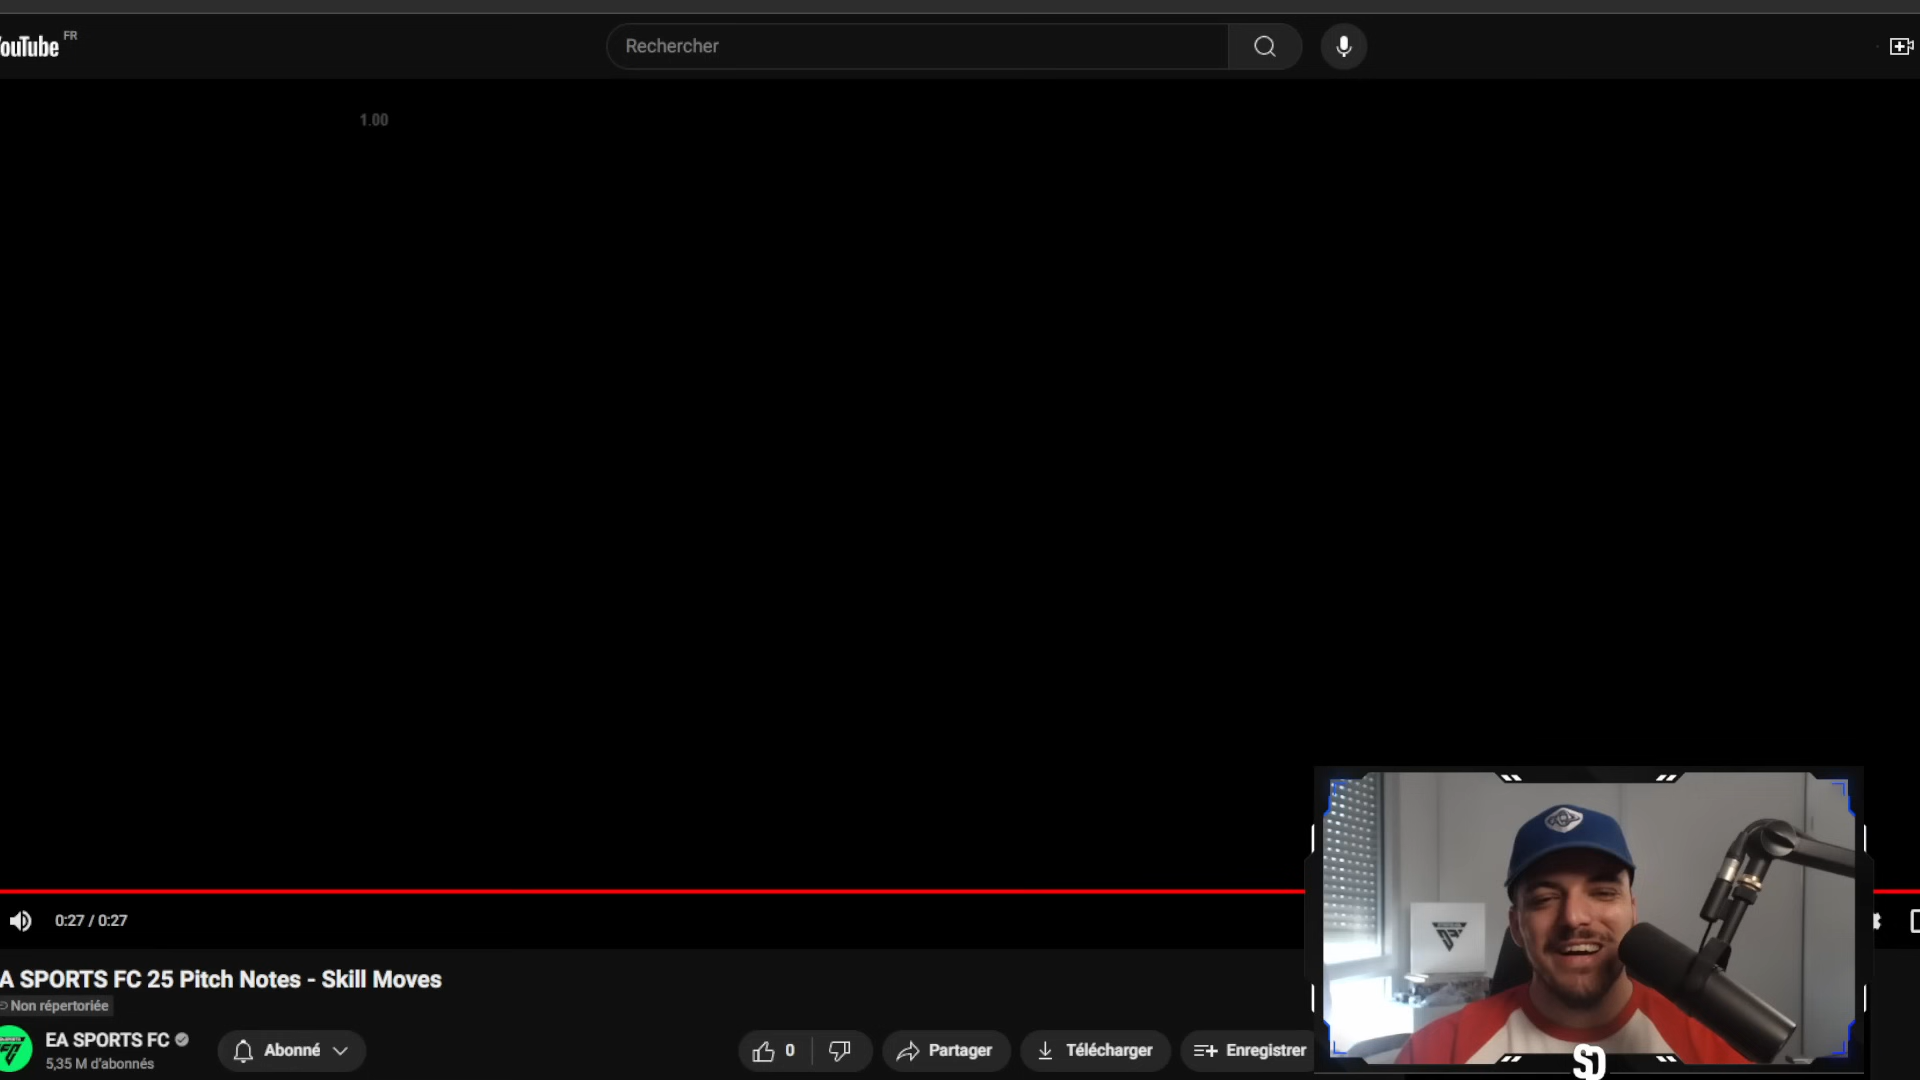 ouTube FR
Rechercher
1.00
0:27 / 0:27
A SPORTS FC 25 Pitch Notes - Skill Moves
Non répertoriée
EA SPORTS FC
5,35 M d'abonnés
Abonné
0
Partager
Télécharger
Enregistrer
SD